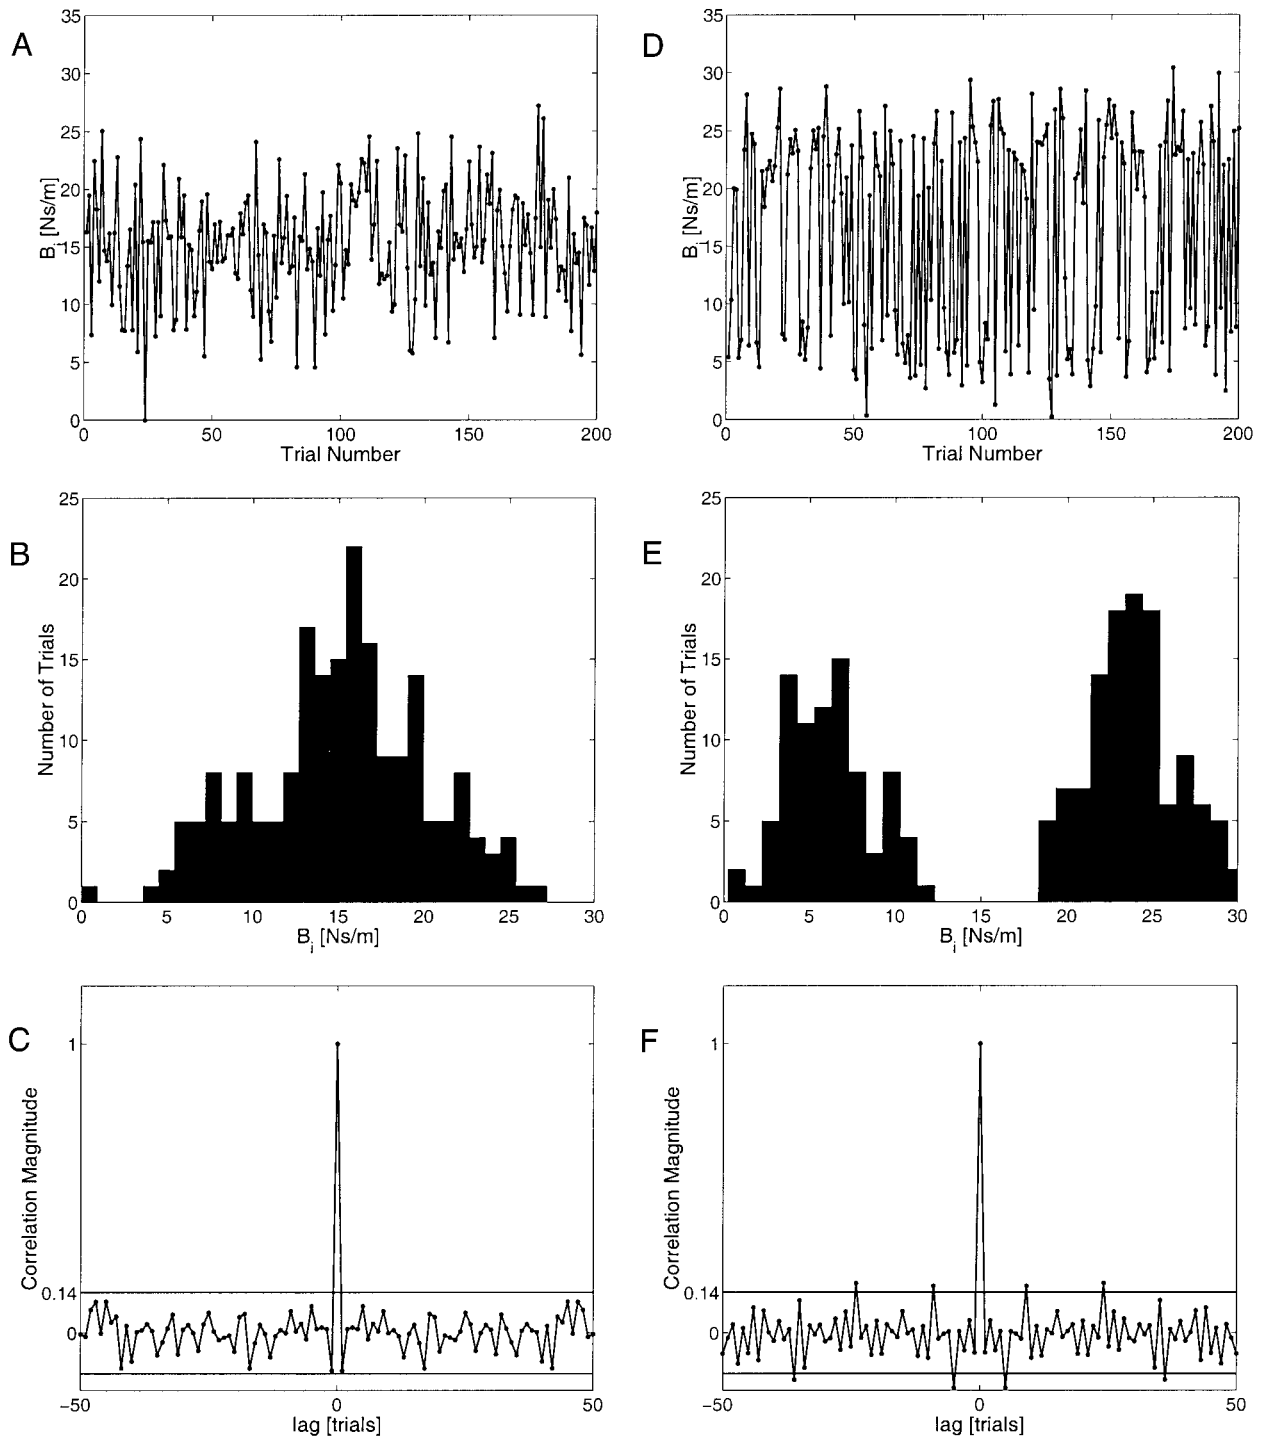 A
35
30
25
20
15
10
5
0
B [Ns/m]
0 50 100 150 200
Trial Number
D
35
30
25
20
15
10
5
0
B [Ns/m]
0 50 100 150 200
Trial Number
B
25
20
15
10
5
0
Number of Trials
0 5 10 15 20 25 30
Bi [Ns/m]
E
25
20
15
10
5
0
Number of Trials
0 5 10 15 20 25 30
Bi [Ns/m]
C
1
0.14
0
Correlation Magnitude
-50 0 50
lag [trials]
F
1
0.14
0
Correlation Magnitude
-50 0 50
lag [trials]